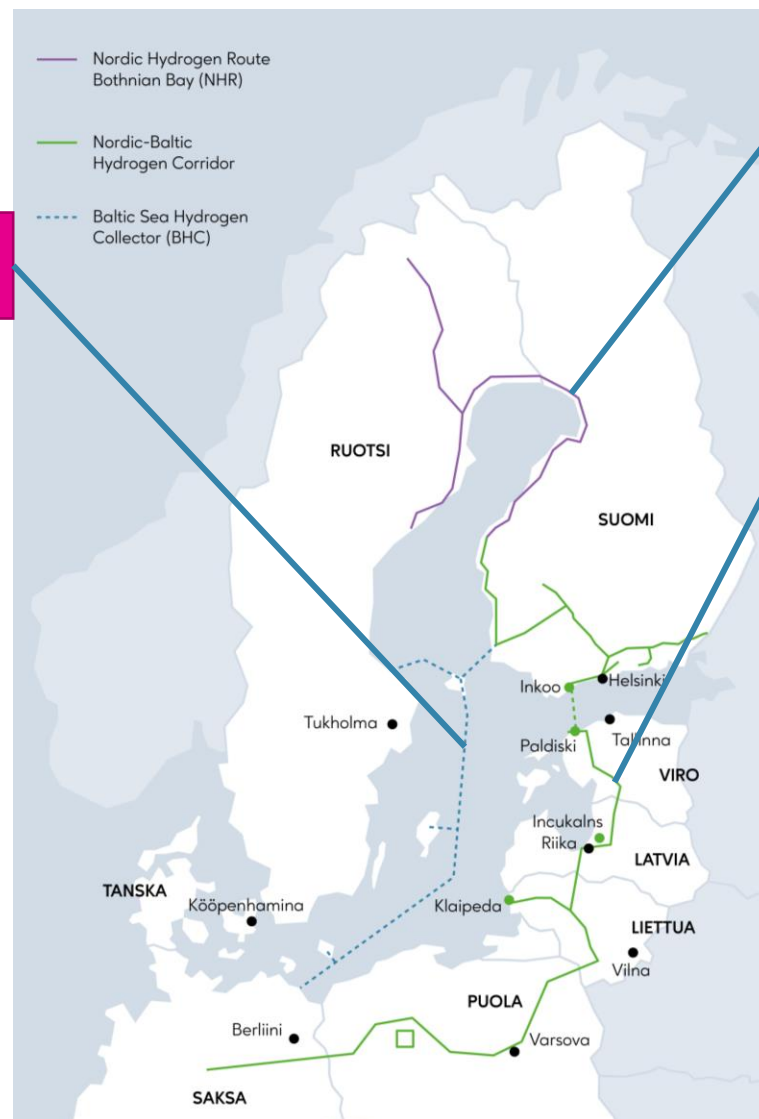 Nordic Hydrogen Route
Bothnian Bay (NHR)
Nordic-Baltic
Hydrogen Corridor
Baltic Sea Hydrogen
Collector (BHC)
RUOTSI
SUOMI
Inkoo
Helsinki
Tukholma
Paldiski
Tallinna
VIRO
Incukalns
Riika
LATVIA
TANSKA
Kööpenhamina
Klaipeda
LIETTUA
Vilna
PUOLA
Berliini
Varsova
SAKSA